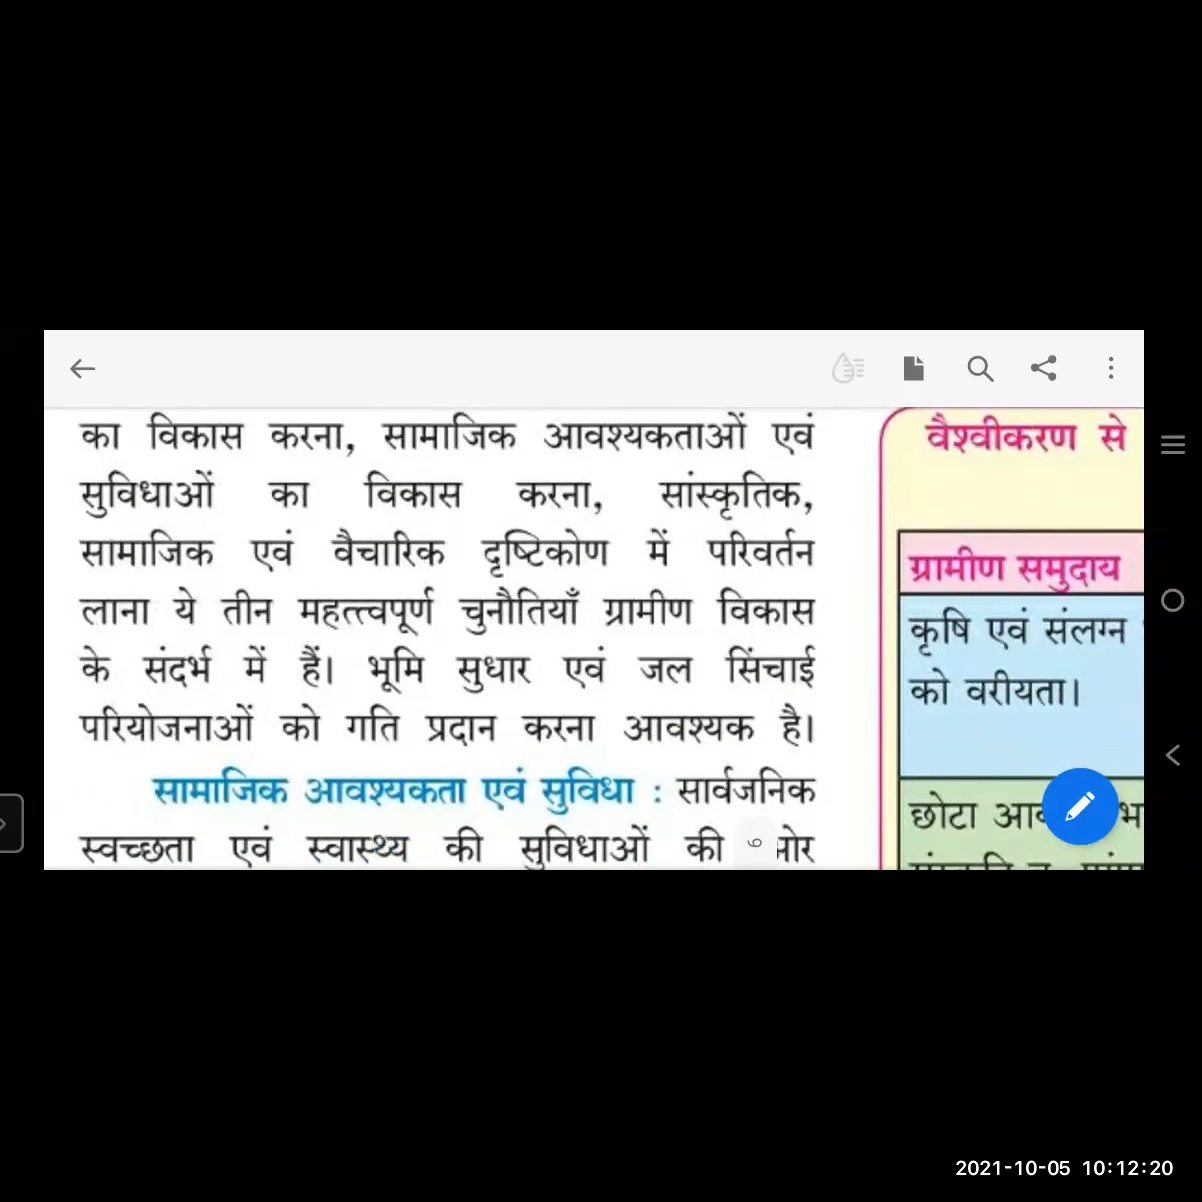 का विकास करना, सामाजिक आवश्यकताओं एवं
सुविधाओं का विकास करना, सांस्कृतिक,
सामाजिक एवं वैचारिक दृष्टिकोण में परिवर्तन
लाना ये तीन महत्त्वपूर्ण चुनौतियाँ ग्रामीण विकास
के संदर्भ में हैं। भूमि सुधार एवं जल सिंचाई
परियोजनाओं को गति प्रदान करना आवश्यक है।
सामाजिक आवश्यकता एवं सुविधा : सार्वजनिक
स्वच्छता एवं स्वास्थ्य की सुविधाओं की
वैश्वीकरण से
ग्रामीण समुदाय
कृषि एवं संलग्न
को वरीयता।
छोटा
2021-10-05 10:12:20